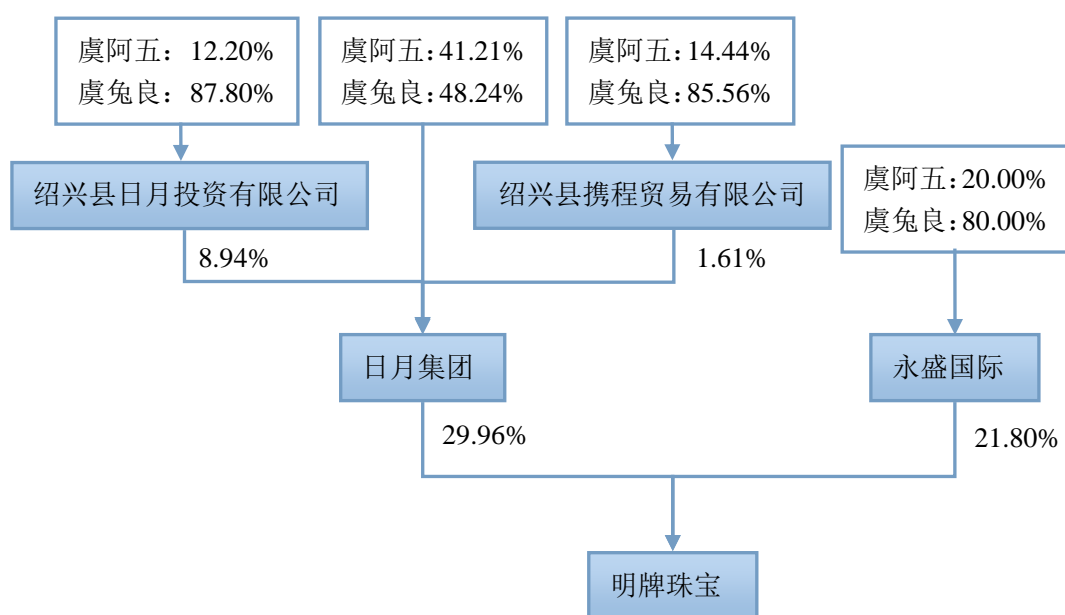 虞阿五：12.20%
虞兔良：87.80%
虞阿五:41.21%
虞兔良:48.24%
虞阿五:14.44%
虞兔良:85.56%
绍兴县日月投资有限公司
绍兴县携程贸易有限公司
虞阿五:20.00%
虞兔良:80.00%
8.94%
1.61%
日月集团
永盛国际
29.96%
21.80%
明牌珠宝